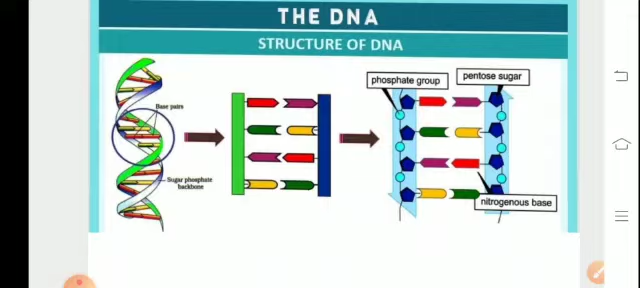 THE DNA
STRUCTURE OF DNA
phosphate group
pentose sugar
Base pairs
Sugar phosphate
backbone
nitrogenous base